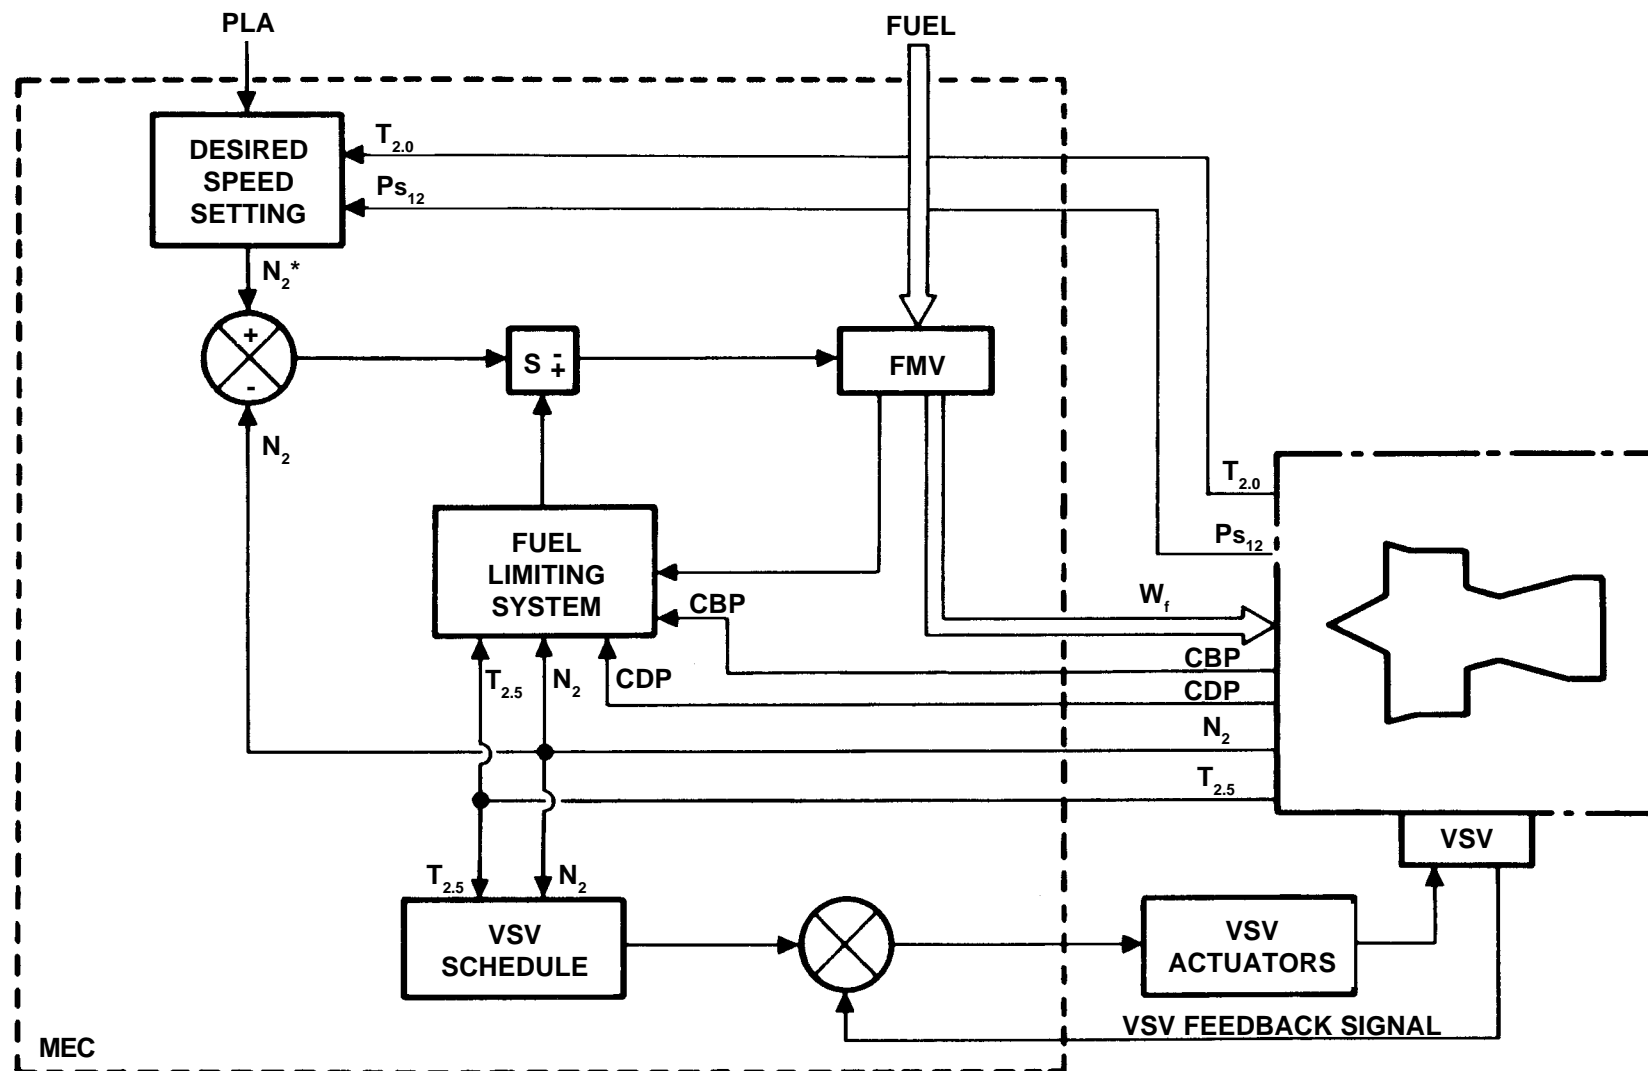 PLA
FUEL
DESIRED
SPEED
SETTING
T2.0
Ps12
N2*
+
-
N2
S -
+
FMV
FUEL
LIMITING
SYSTEM
CBP
T2.5
N2
CDP
T2.0
Ps12
Wf
CBP
CDP
N2
T2.5
VSV
T2.5
N2
VSV
SCHEDULE
VSV
ACTUATORS
VSV FEEDBACK SIGNAL
MEC